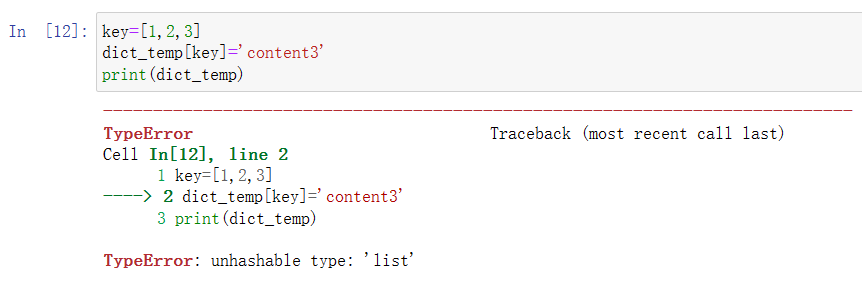 In [12]: key=[1,2,3]
dict_temp[key]='content3'
print(dict_temp)
---------------------------------------------------------------------------
TypeError Traceback (most recent call last)
Cell In[12], line 2
1 key=[1,2,3]
----> 2 dict_temp[key]='content3'
3 print(dict_temp)
TypeError: unhashable type: 'list'